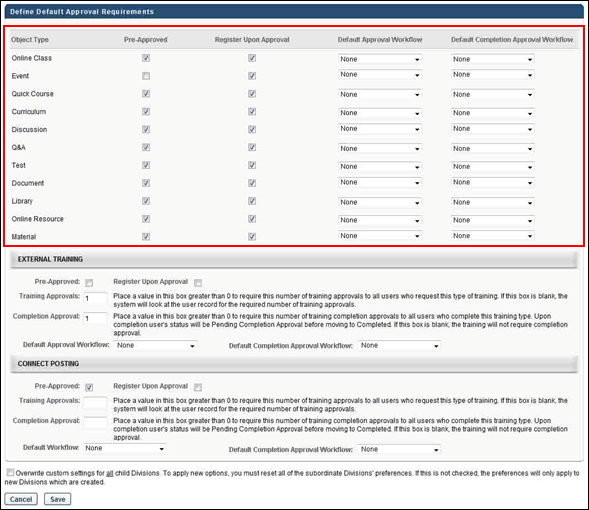 Define Default Approval Requirements
Object Type Pre-Approved Register Upon Approval Default Approval Workflow Default Completion Approval Workflow
Online Class None None
Event None None
Quick Course None None
Curriculum None None
Discussion None None
Q&A None None
Test None None
Document None None
Library None None
Online Resource None None
Material None None
EXTERNAL TRAINING
Pre-Approved: Register Upon Approval
Training Approvals: 1 Place a value in this box greater than 0 to require this number of training approvals to all users who request this type of training. If this box is blank, the
system will look at the user record for the required number of training approvals.
Completion Approval: 1 Place a value in this box greater than 0 to require this number of training completion approvals to all users who complete this training type. Upon
completion user's status will be Pending Completion Approval before moving to Completed. If this box is blank, the training will not require completion
approval.
Default Approval Workflow: None Default Completion Approval Workflow: None
CONNECT POSTING
Pre-Approved: Register Upon Approval
Training Approvals: Place a value in this box greater than 0 to require this number of training approvals to all users who request this type of training. If this box is blank, the
system will look at the user record for the required number of training approvals.
Completion Approval: Place a value in this box greater than 0 to require this number of training completion approvals to all users who complete this training type. Upon
completion user's status will be Pending Completion Approval before moving to Completed. If this box is blank, the training will not require completion
approval.
Default Workflow: None Default Completion Approval Workflow: None
Overwrite custom settings for all child Divisions. To apply new options, you must reset all of the subordinate Divisions' preferences. If this is not checked, the preferences will only apply to
new Divisions which are created.
Cancel Save